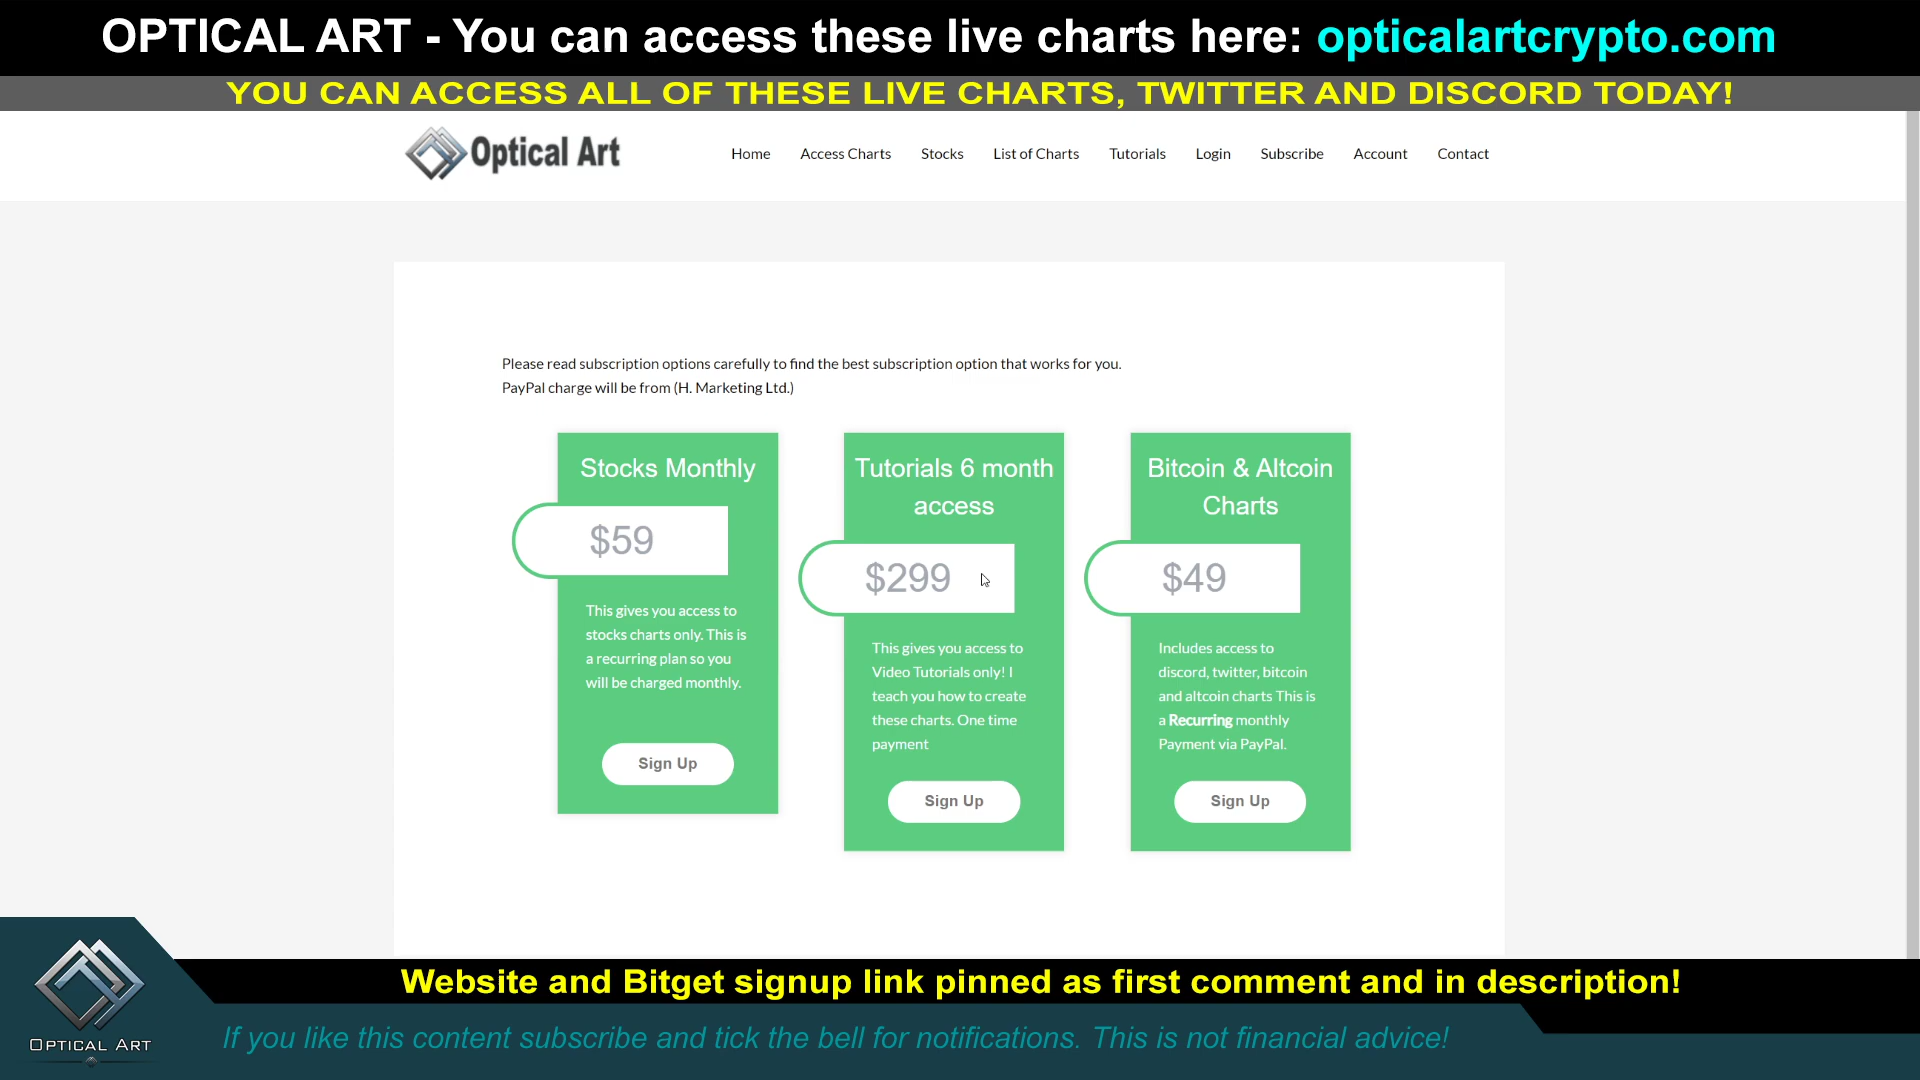 OPTICAL ART - You can access these live charts here: opticalartcrypto.com
YOU CAN ACCESS ALL OF THESE LIVE CHARTS, TWITTER AND DISCORD TODAY!
Optical Art
Home Access Charts Stocks List of Charts Tutorials Login Subscribe Account Contact
Please read subscription options carefully to find the best subscription option that works for you.
PayPal charge will be from (H. Marketing Ltd.)
Stocks Monthly
$59
This gives you access to
stocks charts only. This is
a recurring plan so you
will be charged monthly.
Sign Up
Tutorials 6 month
access
$299
This gives you access to
Video Tutorials only! I
teach you how to create
these charts. One time
payment
Sign Up
Bitcoin & Altcoin
Charts
$49
Includes access to
discord, twitter, bitcoin
and altcoin charts This is
a Recurring monthly
Payment via PayPal.
Sign Up
Website and Bitget signup link pinned as first comment and in description!
OPTICAL ART
If you like this content subscribe and tick the bell for notifications. This is not financial advice!